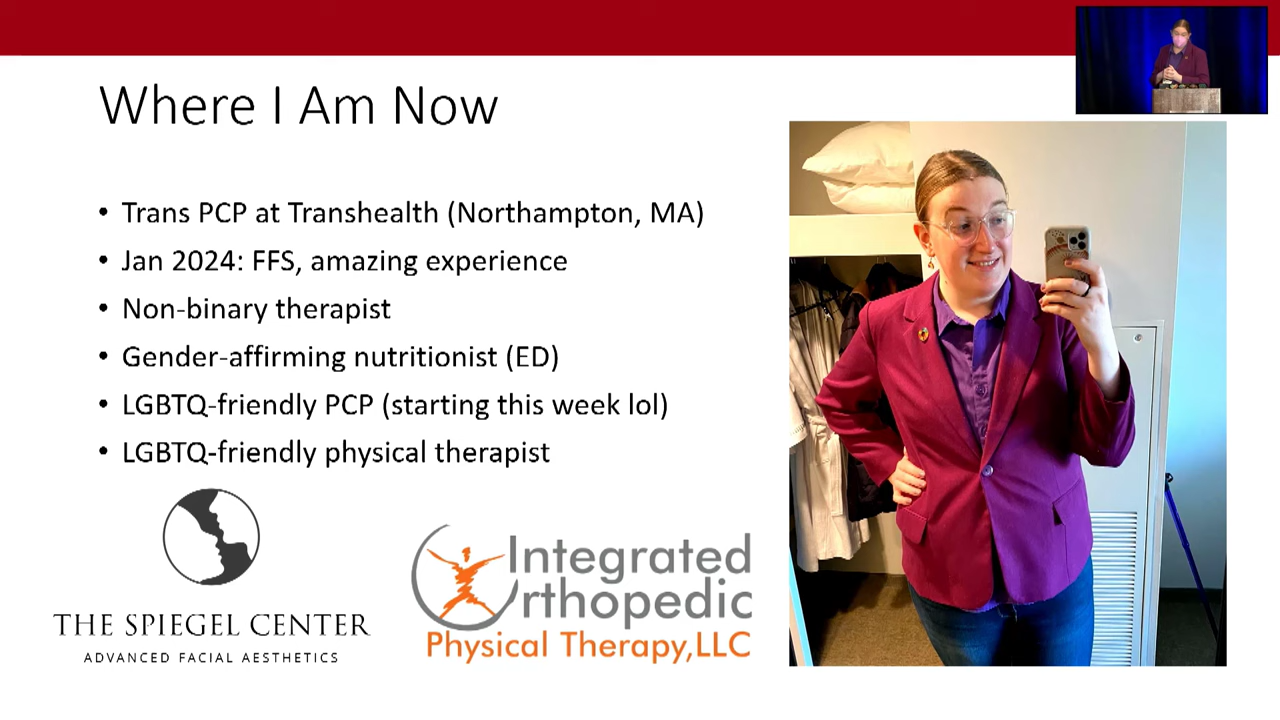 Where I Am Now
• Trans PCP at Transhealth (Northampton, MA)
• Jan 2024: FFS, amazing experience
• Non-binary therapist
• Gender-affirming nutritionist (ED)
• LGBTQ-friendly PCP (starting this week lol)
• LGBTQ-friendly physical therapist
THE SPIEGEL CENTER
ADVANCED FACIAL AESTHETICS
Integrated
Orthopedic
Physical Therapy, LLC